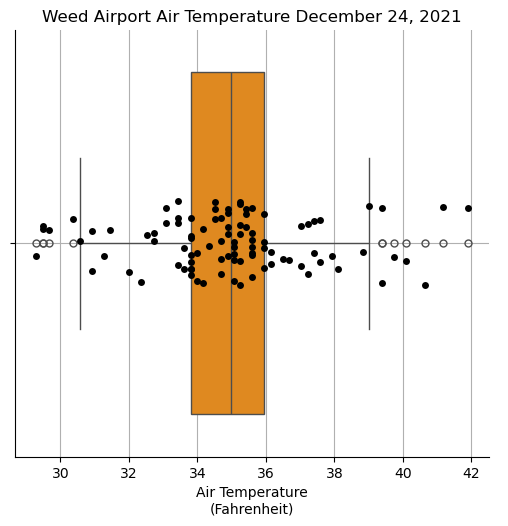 Weed Airport Air Temperature December 24, 2021
30 32 34 36 38 40 42
Air Temperature
(Fahrenheit)